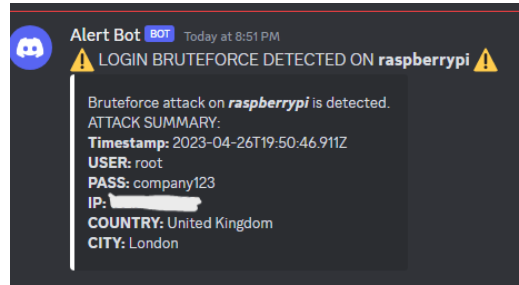 Alert Bot BOT Today at 8:51 PM
⚠️ LOGIN BRUTEFORCE DETECTED ON raspberrypi ⚠️
Bruteforce attack on raspberrypi is detected.
ATTACK SUMMARY:
Timestamp: 2023-04-26T19:50:46.911Z
USER: root
PASS: company123
IP:
COUNTRY: United Kingdom
CITY: London